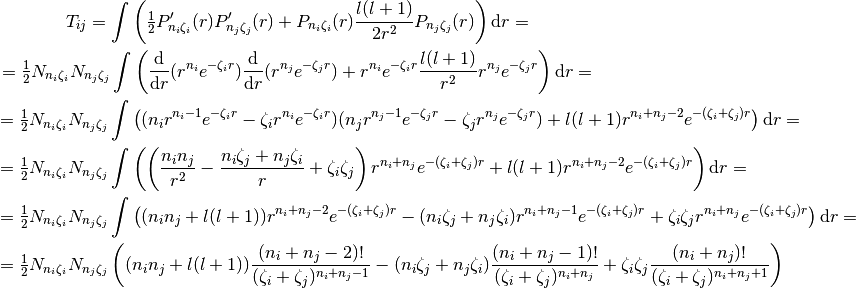 T_{ij} = \int \left( \frac{1}{2} P'_{n_i\zeta_i}(r) P'_{n_j\zeta_j}(r) + P_{n_i\zeta_i}(r) \frac{l(l+1)}{2r^2} P_{n_j\zeta_j}(r) \right) \mathrm{d}r =
= \frac{1}{2} N_{n_i\zeta_i} N_{n_j\zeta_j} \int \left( \frac{\mathrm{d}}{\mathrm{d}r}(r^{n_i} e^{-\zeta_i r}) \frac{\mathrm{d}}{\mathrm{d}r}(r^{n_j} e^{-\zeta_j r}) + r^{n_i} e^{-\zeta_i r} \frac{l(l+1)}{r^2} r^{n_j} e^{-\zeta_j r} \right) \mathrm{d}r =
= \frac{1}{2} N_{n_i\zeta_i} N_{n_j\zeta_j} \int \left( (n_i r^{n_i-1} e^{-\zeta_i r} - \zeta_i r^{n_i} e^{-\zeta_i r})(n_j r^{n_j-1} e^{-\zeta_j r} - \zeta_j r^{n_j} e^{-\zeta_j r}) + l(l+1) r^{n_i+n_j-2} e^{-(\zeta_i+\zeta_j)r} \right) \mathrm{d}r =
= \frac{1}{2} N_{n_i\zeta_i} N_{n_j\zeta_j} \int \left( \left( \frac{n_i n_j}{r^2} - \frac{n_i\zeta_j + n_j\zeta_i}{r} + \zeta_i\zeta_j \right) r^{n_i+n_j} e^{-(\zeta_i+\zeta_j)r} + l(l+1) r^{n_i+n_j-2} e^{-(\zeta_i+\zeta_j)r} \right) \mathrm{d}r =
= \frac{1}{2} N_{n_i\zeta_i} N_{n_j\zeta_j} \int \left( (n_i n_j + l(l+1)) r^{n_i+n_j-2} e^{-(\zeta_i+\zeta_j)r} - (n_i\zeta_j + n_j\zeta_i) r^{n_i+n_j-1} e^{-(\zeta_i+\zeta_j)r} + \zeta_i\zeta_j r^{n_i+n_j} e^{-(\zeta_i+\zeta_j)r} \right) \mathrm{d}r =
= \frac{1}{2} N_{n_i\zeta_i} N_{n_j\zeta_j} \left( (n_i n_j + l(l+1)) \frac{(n_i+n_j-2)!}{(\zeta_i+\zeta_j)^{n_i+n_j-1}} - (n_i\zeta_j + n_j\zeta_i) \frac{(n_i+n_j-1)!}{(\zeta_i+\zeta_j)^{n_i+n_j}} + \zeta_i\zeta_j \frac{(n_i+n_j)!}{(\zeta_i+\zeta_j)^{n_i+n_j+1}} \right)